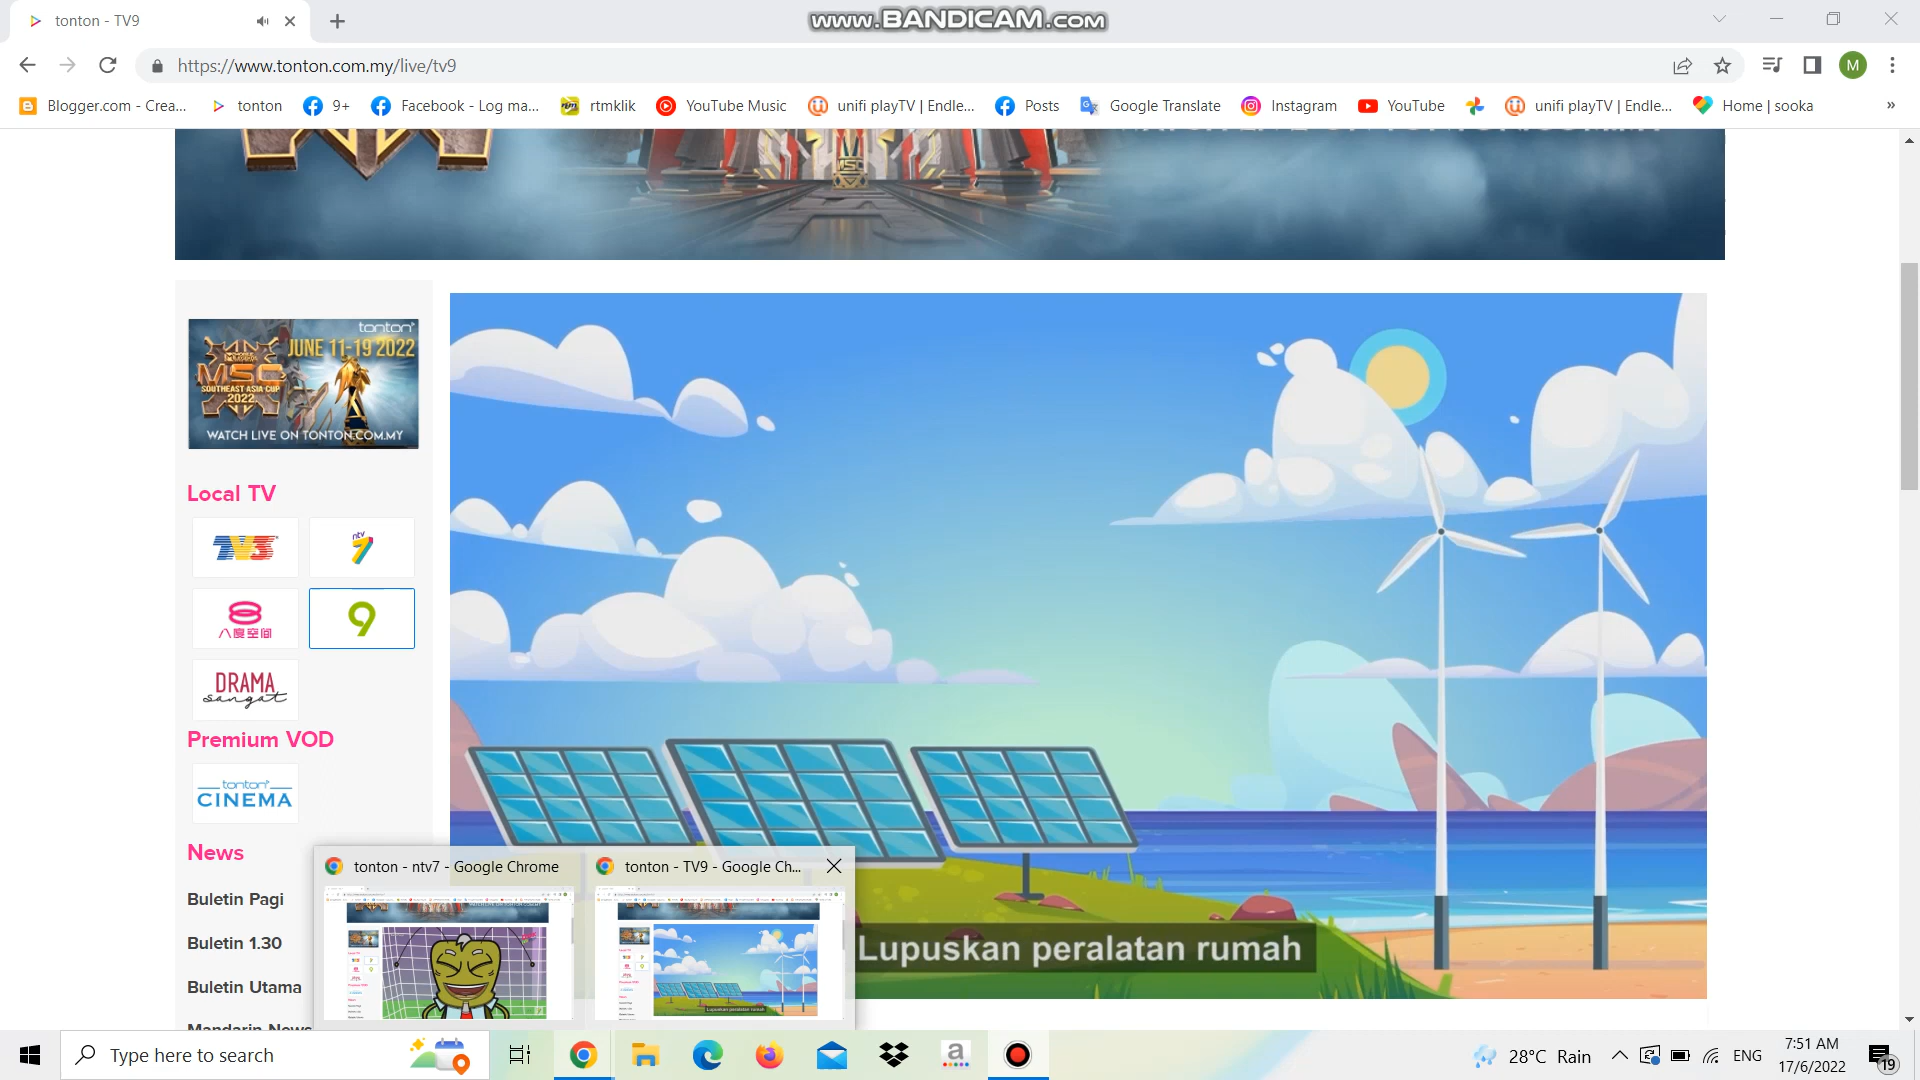 tonton - TV9
www.BANDICAM.com
https://www.tonton.com.my/live/tv9
M
Blogger.com - Crea...
tonton
9+
Facebook - Log ma...
rtmklik
YouTube Music
unifi playTV | Endle...
Posts
Google Translate
Instagram
YouTube
unifi playTV | Endle...
Home | sooka
»
tonton
JUNE 11-19 2022
MSC
SOUTHEAST ASIA CUP
2022
WATCH LIVE ON TONTON.COM.MY
Local TV
TV3
ntv
7
八度空间
9
DRAMA
sangat
Premium VOD
tonton
CINEMA
News
Buletin Pagi
Buletin 1.30
Buletin Utama
Mandarin News
tonton - ntv7 - Google Chrome
tonton - TV9 - Google Ch...
Lupuskan peralatan rumah
Type here to search
a
28°C Rain
ENG
7:51 AM
17/6/2022
19